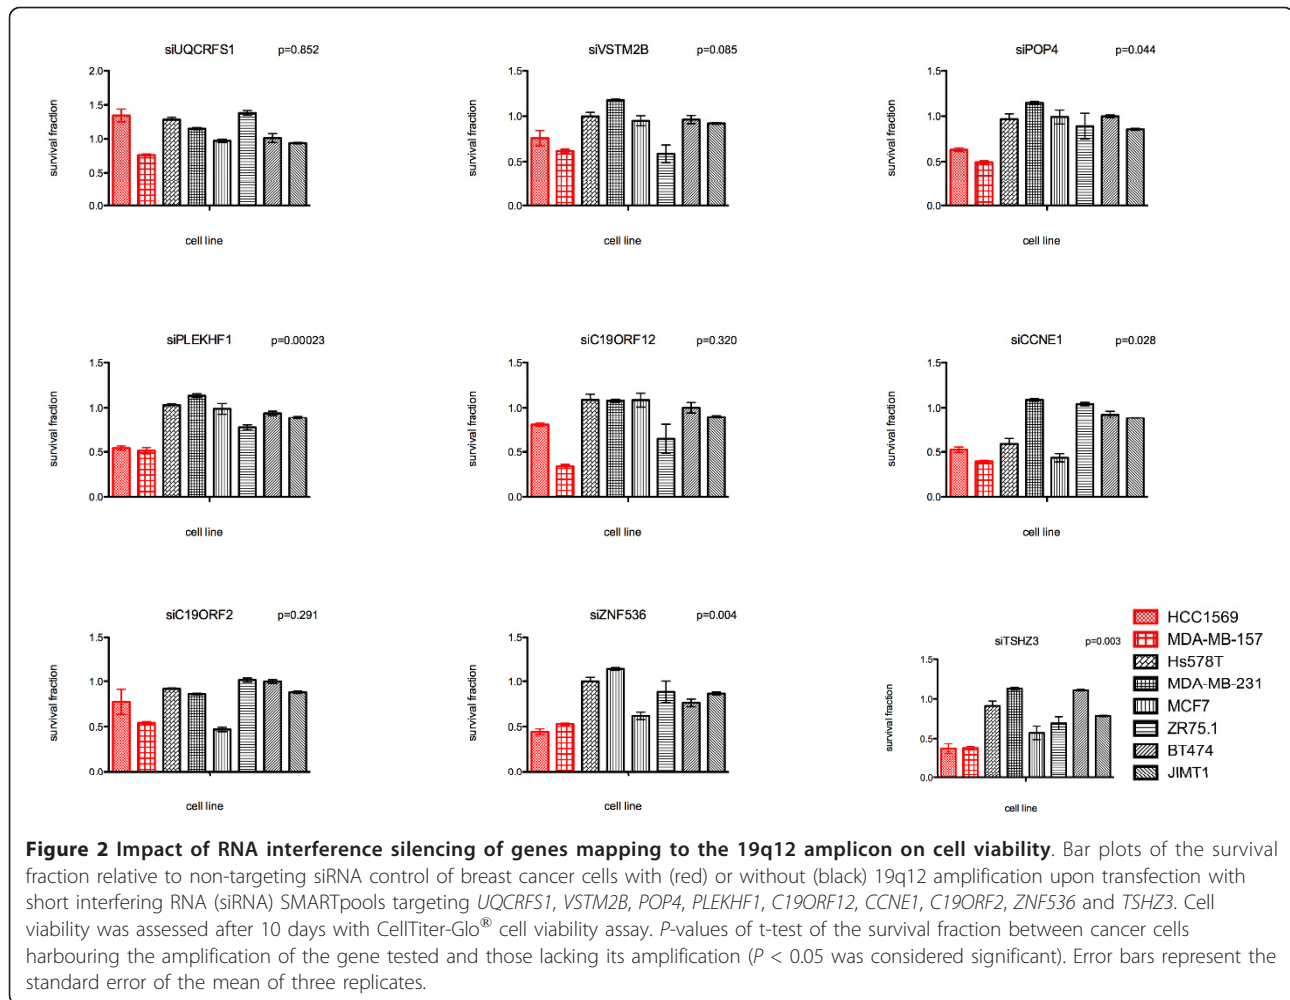 siUQCRFS1 p=0.852
survival fraction
2.0
1.5
1.0
0.5
0.0
cell line
siVSTM2B p=0.085
survival fraction
1.5
1.0
0.5
0.0
cell line
siPOP4 p=0.044
survival fraction
1.5
1.0
0.5
0.0
cell line
siPLEKHF1 p=0.00023
survival fraction
1.5
1.0
0.5
0.0
cell line
siC19ORF12 p=0.320
survival fraction
1.5
1.0
0.5
0.0
cell line
siCCNE1 p=0.028
survival fraction
1.5
1.0
0.5
0.0
cell line
siC19ORF2 p=0.291
survival fraction
1.5
1.0
0.5
0.0
cell line
siZNF536 p=0.004
survival fraction
1.5
1.0
0.5
0.0
cell line
siTSHZ3 p=0.003
survival fraction
1.5
1.0
0.5
0.0
cell line
HCC1569
MDA-MB-157
Hs578T
MDA-MB-231
MCF7
ZR75.1
BT474
JIMT1
Figure 2 Impact of RNA interference silencing of genes mapping to the 19q12 amplicon on cell viability. Bar plots of the survival
fraction relative to non-targeting siRNA control of breast cancer cells with (red) or without (black) 19q12 amplification upon transfection with
short interfering RNA (siRNA) SMARTpools targeting UQCRFS1, VSTM2B, POP4, PLEKHF1, C19ORF12, CCNE1, C19ORF2, ZNF536 and TSHZ3. Cell
viability was assessed after 10 days with CellTiter-Glo® cell viability assay. P-values of t-test of the survival fraction between cancer cells
harbouring the amplification of the gene tested and those lacking its amplification (P < 0.05 was considered significant). Error bars represent the
standard error of the mean of three replicates.